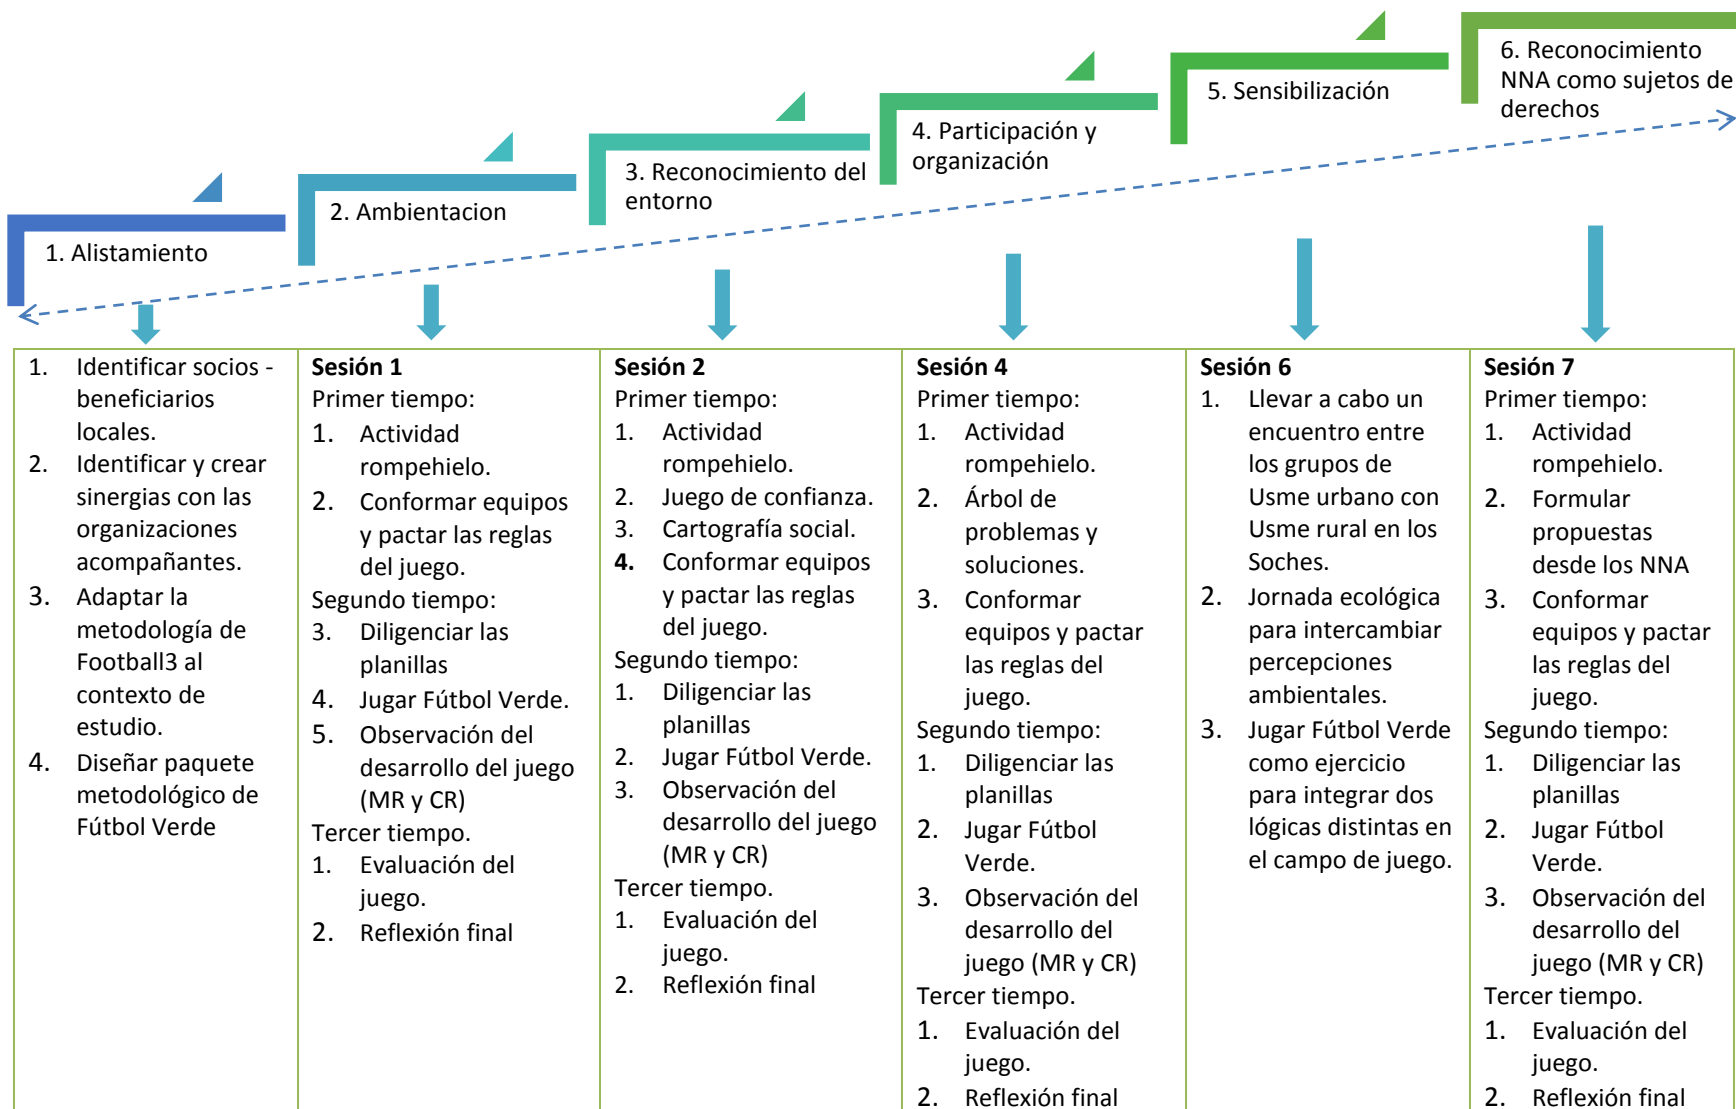 1. Alistamiento
2. Ambientacion
3. Reconocimiento del
entorno
4. Participación y
organización
5. Sensibilización
6. Reconocimiento
NNA como sujetos de
derechos
1. Identificar socios -
beneficiarios
locales.
2. Identificar y crear
sinergias con las
organizaciones
acompañantes.
3. Adaptar la
metodología de
Football3 al
contexto de
estudio.
4. Diseñar paquete
metodológico de
Fútbol Verde
Sesión 1
Primer tiempo:
1. Actividad
rompehielo.
2. Conformar equipos
y pactar las reglas
del juego.
Segundo tiempo:
3. Diligenciar las
planillas
4. Jugar Fútbol Verde.
5. Observación del
desarrollo del juego
(MR y CR)
Tercer tiempo.
1. Evaluación del
juego.
2. Reflexión final
Sesión 2
Primer tiempo:
1. Actividad
rompehielo.
2. Juego de confianza.
3. Cartografía social.
4. Conformar equipos
y pactar las reglas
del juego.
Segundo tiempo:
1. Diligenciar las
planillas
2. Jugar Fútbol Verde.
3. Observación del
desarrollo del juego
(MR y CR)
Tercer tiempo.
1. Evaluación del
juego.
2. Reflexión final
Sesión 4
Primer tiempo:
1. Actividad
rompehielo.
2. Árbol de
problemas y
soluciones.
3. Conformar
equipos y pactar
las reglas del
juego.
Segundo tiempo:
1. Diligenciar las
planillas
2. Jugar Fútbol
Verde.
3. Observación del
desarrollo del
juego (MR y CR)
Tercer tiempo.
1. Evaluación del
juego.
2. Reflexión final
Sesión 6
1. Llevar a cabo un
encuentro entre
los grupos de
Usme urbano con
Usme rural en los
Soches.
2. Jornada ecológica
para intercambiar
percepciones
ambientales.
3. Jugar Fútbol Verde
como ejercicio
para integrar dos
lógicas distintas en
el campo de juego.
Sesión 7
Primer tiempo:
1. Actividad
rompehielo.
2. Formular
propuestas
desde los NNA
3. Conformar
equipos y pactar
las reglas del
juego.
Segundo tiempo:
1. Diligenciar las
planillas
2. Jugar Fútbol
Verde.
3. Observación del
desarrollo del
juego (MR y CR)
Tercer tiempo.
1. Evaluación del
juego.
2. Reflexión final